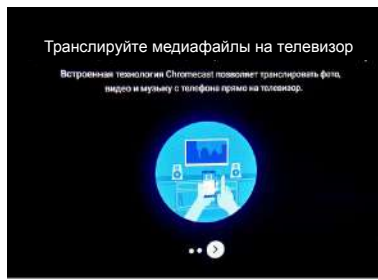 Транслируйте медиафайлы на телевизор
Встроенная технология Chromecast позволяет транслировать фото,
видео и музыку с телефона прямо на телевизор.